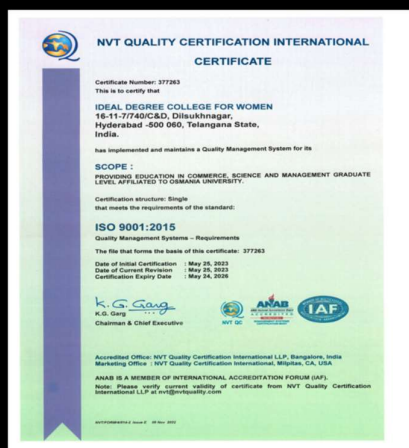 NVT QUALITY CERTIFICATION INTERNATIONAL
CERTIFICATE
Certificate Number: 377263
This is to certify that
IDEAL DEGREE COLLEGE FOR WOMEN
16-11-7/740/C&D, Dilsukhnagar,
Hyderabad -500 060, Telangana State,
India.
has implemented and maintains a Quality Management System for its
SCOPE :
PROVIDING EDUCATION IN COMMERCE, SCIENCE AND MANAGEMENT GRADUATE
LEVEL AFFILIATED TO OSMANIA UNIVERSITY.
Certification structure: Single
that meets the requirements of the standard:
ISO 9001:2015
Quality Management Systems – Requirements
The file that forms the basis of this certificate: 377263
Date of Initial Certification : May 25, 2023
Date of Current Revision : May 25, 2023
Certification Expiry Date : May 24, 2026
K. G. Garg
K.G. Garg
Chairman & Chief Executive
NVT QC
ANAB
ACCREDITED
IAF
Accredited Office: NVT Quality Certification International LLP, Bangalore, India
Marketing Office : NVT Quality Certification International, Milpitas, CA, USA
ANAB IS A MEMBER OF INTERNATIONAL ACCREDITATION FORUM (IAF).
Note: Please verify current validity of certificate from NVT Quality Certification
International LLP at nvt@nvtquality.com